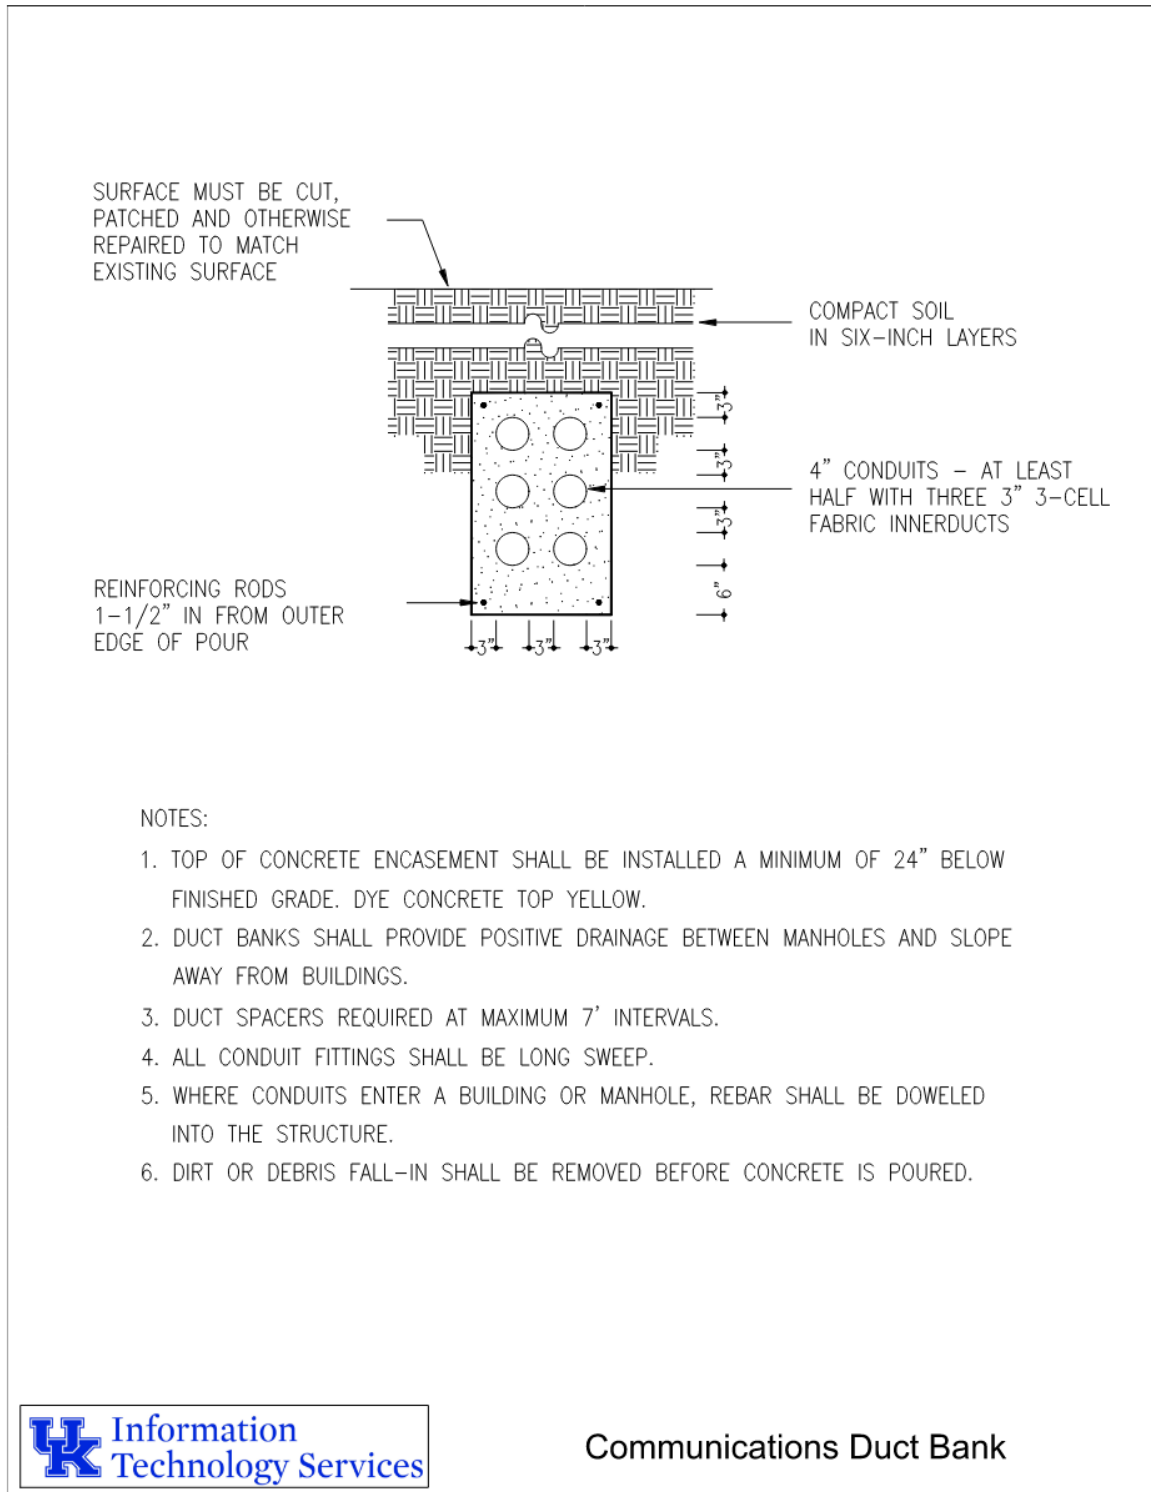 SURFACE MUST BE CUT,
PATCHED AND OTHERWISE
REPAIRED TO MATCH
EXISTING SURFACE
COMPACT SOIL
IN SIX-INCH LAYERS
3"
3"
4" CONDUITS - AT LEAST
HALF WITH THREE 3" 3-CELL
FABRIC INNERDUCTS
3"
6"
REINFORCING RODS
1-1/2" IN FROM OUTER
EDGE OF POUR
3" 3" 3"
NOTES:
1. TOP OF CONCRETE ENCASEMENT SHALL BE INSTALLED A MINIMUM OF 24" BELOW
FINISHED GRADE. DYE CONCRETE TOP YELLOW.
2. DUCT BANKS SHALL PROVIDE POSITIVE DRAINAGE BETWEEN MANHOLES AND SLOPE
AWAY FROM BUILDINGS.
3. DUCT SPACERS REQUIRED AT MAXIMUM 7' INTERVALS.
4. ALL CONDUIT FITTINGS SHALL BE LONG SWEEP.
5. WHERE CONDUITS ENTER A BUILDING OR MANHOLE, REBAR SHALL BE DOWELED
INTO THE STRUCTURE.
6. DIRT OR DEBRIS FALL-IN SHALL BE REMOVED BEFORE CONCRETE IS POURED.
UK Information
Technology Services
Communications Duct Bank